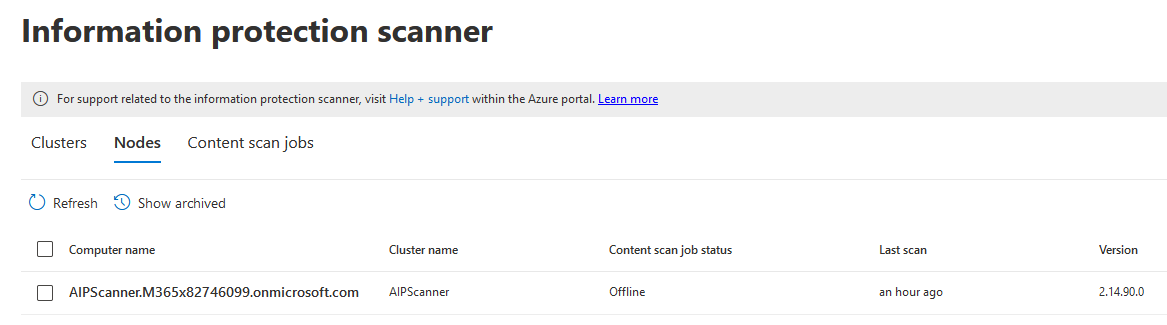 Information protection scanner
For support related to the information protection scanner, visit Help + support within the Azure portal. Learn more
Clusters Nodes Content scan jobs
Refresh Show archived
Computer name Cluster name Content scan job status Last scan Version
AIPScanner.M365x82746099.onmicrosoft.com AIPScanner Offline an hour ago 2.14.90.0